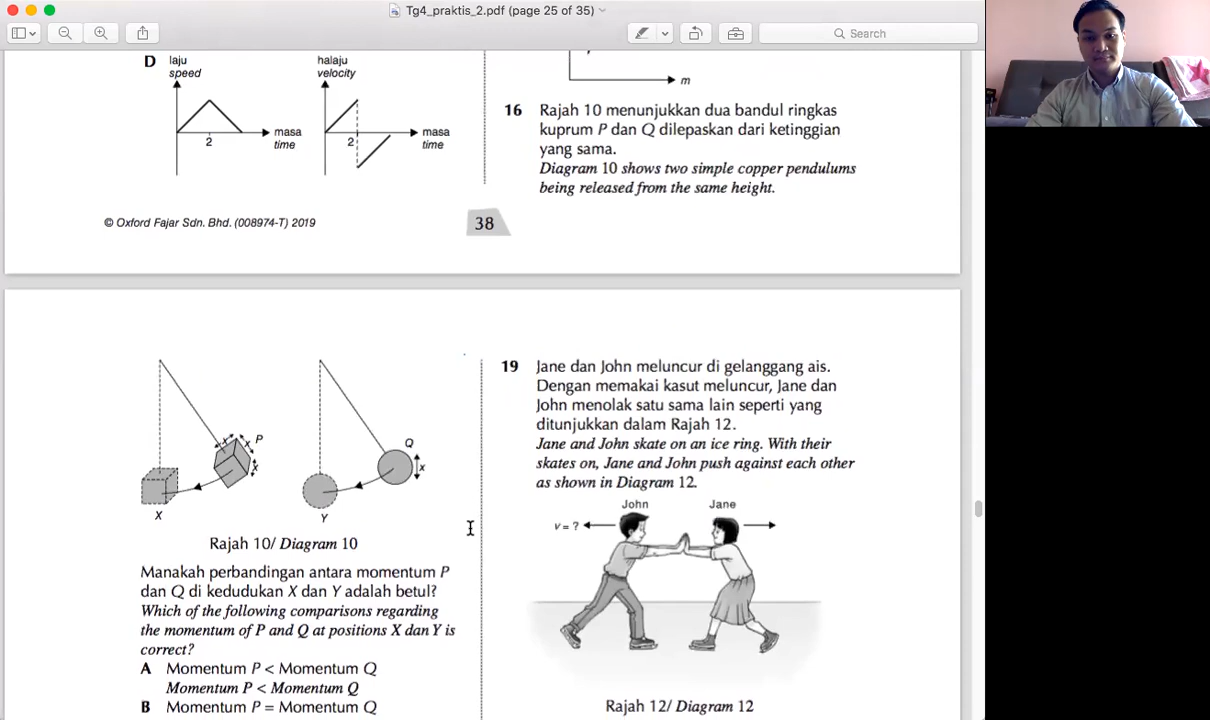 Tg4_praktis_2.pdf (page 25 of 35)
Search
D laju
speed
2
masa
time
halaju
velocity
2
masa
time
© Oxford Fajar Sdn. Bhd. (008974-T) 2019
38
m
16 Rajah 10 menunjukkan dua bandul ringkas
kuprum P dan Q dilepaskan dari ketinggian
yang sama.
Diagram 10 shows two simple copper pendulums
being released from the same height.
x x P
x
X
Q
x
Y
Rajah 10/ Diagram 10
Manakah perbandingan antara momentum P
dan Q di kedudukan X dan Y adalah betul?
Which of the following comparisons regarding
the momentum of P and Q at positions X dan Y is
correct?
A Momentum P < Momentum Q
Momentum P < Momentum Q
B Momentum P = Momentum Q
19 Jane dan John meluncur di gelanggang ais.
Dengan memakai kasut meluncur, Jane dan
John menolak satu sama lain seperti yang
ditunjukkan dalam Rajah 12.
Jane and John skate on an ice ring. With their
skates on, Jane and John push against each other
as shown in Diagram 12.
John Jane
v = ?
Rajah 12/ Diagram 12